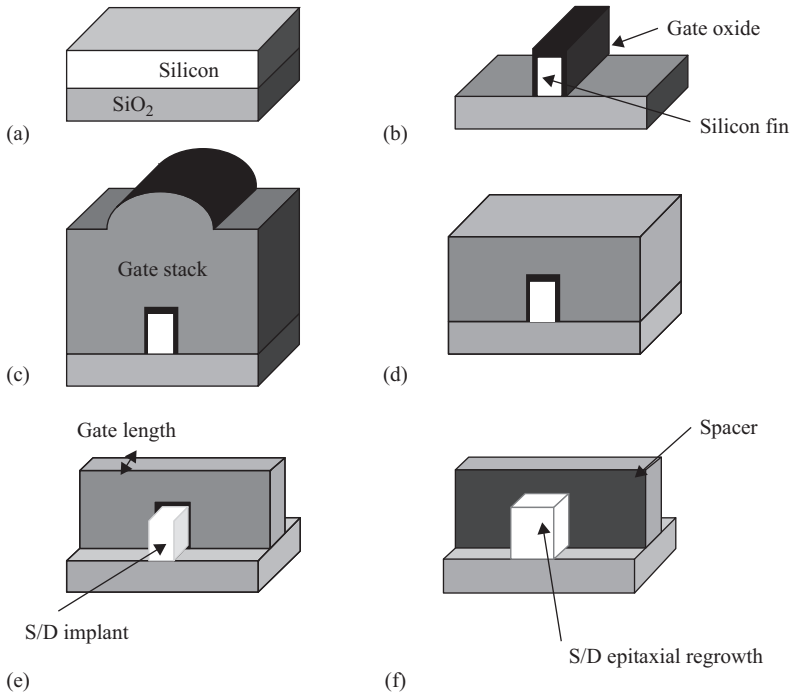 Silicon
SiO2
(a)
Gate oxide
Silicon fin
(b)
Gate stack
(c)
(d)
Gate length
S/D implant
(e)
Spacer
S/D epitaxial regrowth
(f)